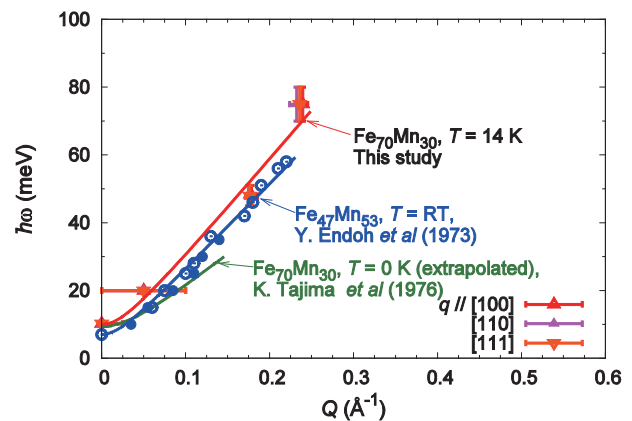 100
80
60
40
20
0
ħω (meV)
Fe70Mn30, T = 14 K
This study
Fe47Mn53, T = RT,
Y. Endoh et al (1973)
Fe70Mn30, T = 0 K (extrapolated),
K. Tajima et al (1976)
q // [100]
[110]
[111]
0 0.1 0.2 0.3 0.4 0.5 0.6
Q (Å-1)